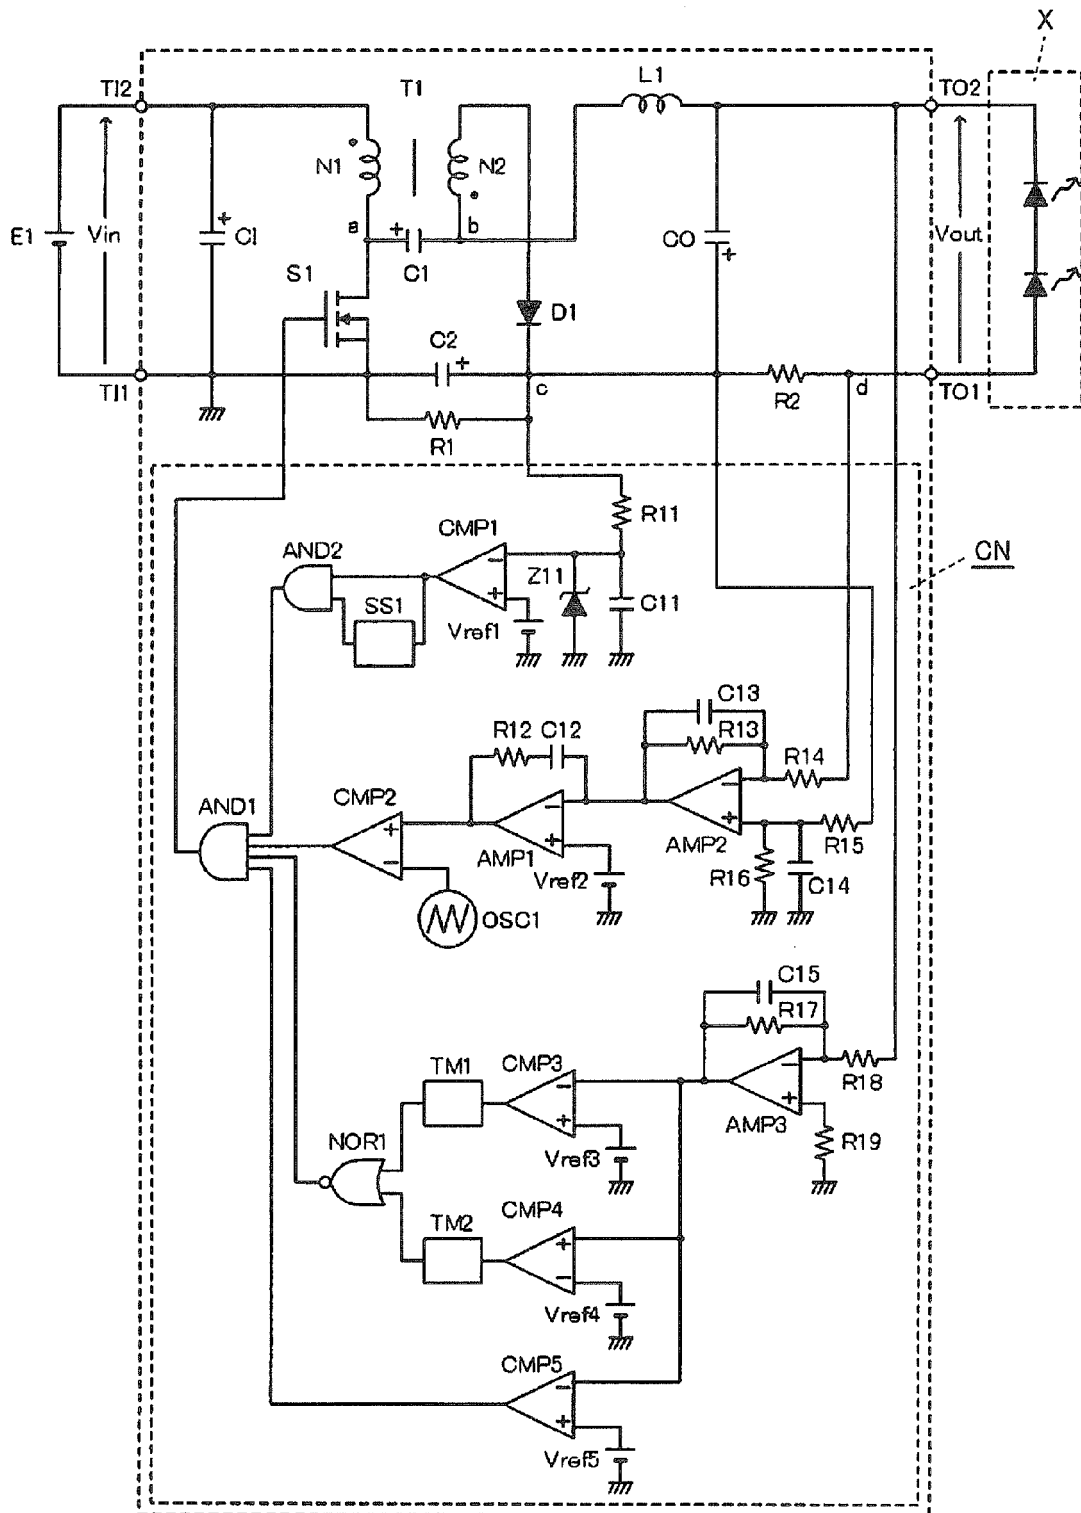 X
TI2
T1
L1
TO2
N1
N2
a
b
E1
Vin
CI
C1
CO
Vout
S1
D1
C2
TI1
c
R2
d
TO1
R1
R11
CMP1
AND2
Z11
CN
SS1
C11
Vref1
C13
R12
C12
R13
R14
AND1
CMP2
AMP1
AMP2
R15
Vref2
R16
C14
OSC1
C15
R17
TM1
CMP3
R18
AMP3
NOR1
Vref3
R19
TM2
CMP4
Vref4
CMP5
Vref5